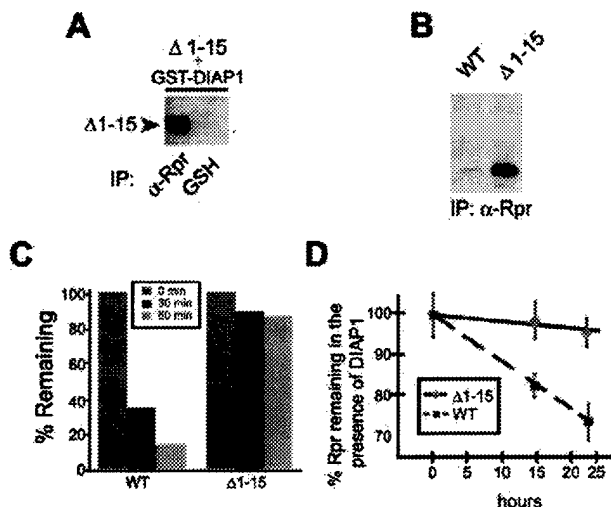 A
Δ 1-15
+
GST-DIAP1
Δ1-15
IP: α-Rpr GSH
B
WT Δ 1-15
IP: α-Rpr
C
% Remaining
100
80
60
40
20
0
0 min
30 min
60 min
WT Δ1-15
D
% Rpr remaining in the
presence of DIAP1
100
90
80
70
Δ1-15
WT
0 5 10 15 20 25
hours